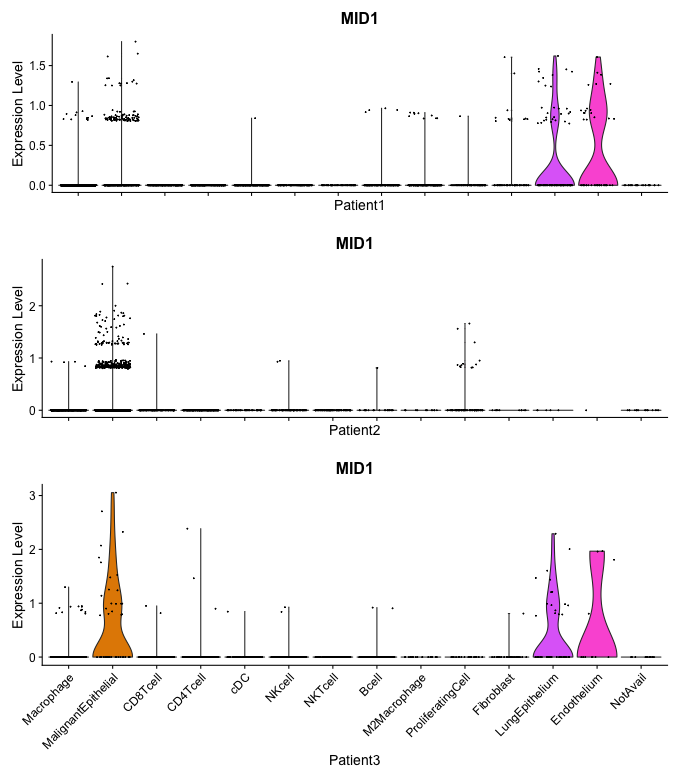 MID1
Expression Level
1.5
1.0
0.5
0.0
Patient1
MID1
Expression Level
2
1
0
Patient2
MID1
Expression Level
3
2
1
0
Macrophage
MalignantEpithelial
CD8Tcell
CD4Tcell
cDC
NKcell
NKTcell
Bcell
M2Macrophage
ProliferatingCell
Fibroblast
LungEpithelium
Endothelium
NotAvail
Patient3